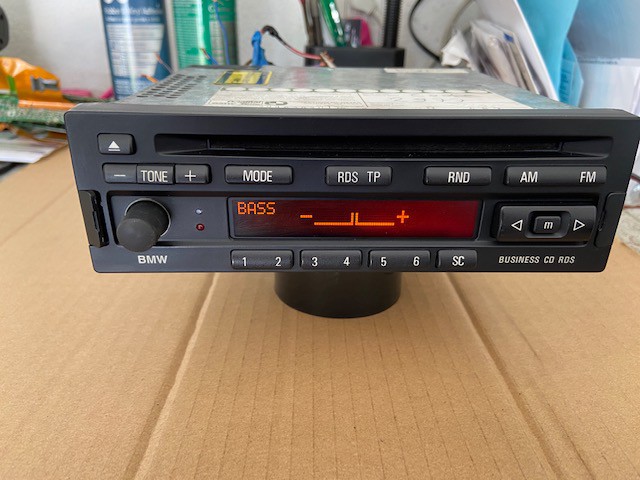 − TONE + MODE RDS TP RND AM FM
BASS − +
m
BMW 1 2 3 4 5 6 SC BUSINESS CD RDS